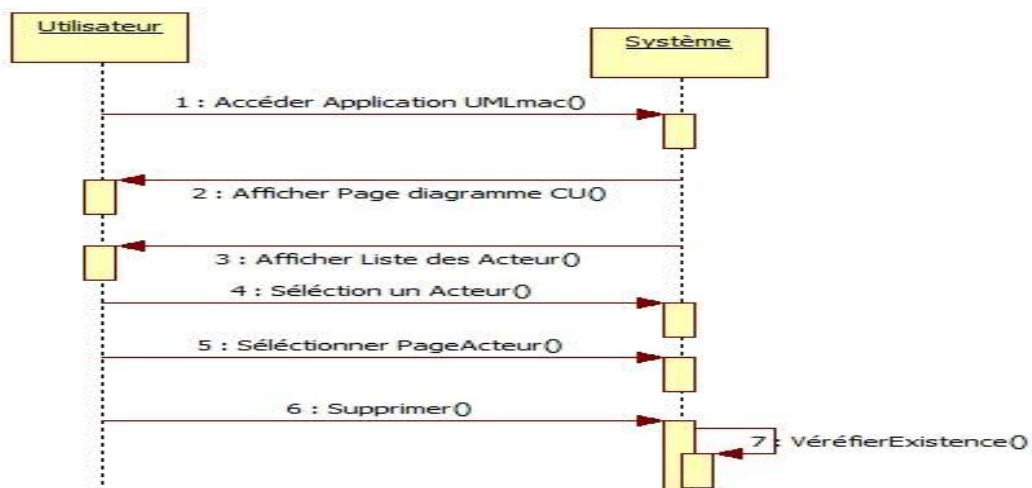 Utilisateur
Système
1 : Accéder Application UMLmac()
2 : Afficher Page diagramme CU()
3 : Afficher Liste des Acteur()
4 : Séléction un Acteur()
5 : Séléctionner PageActeur()
6 : Supprimer()
7 : VéréfierExistence()